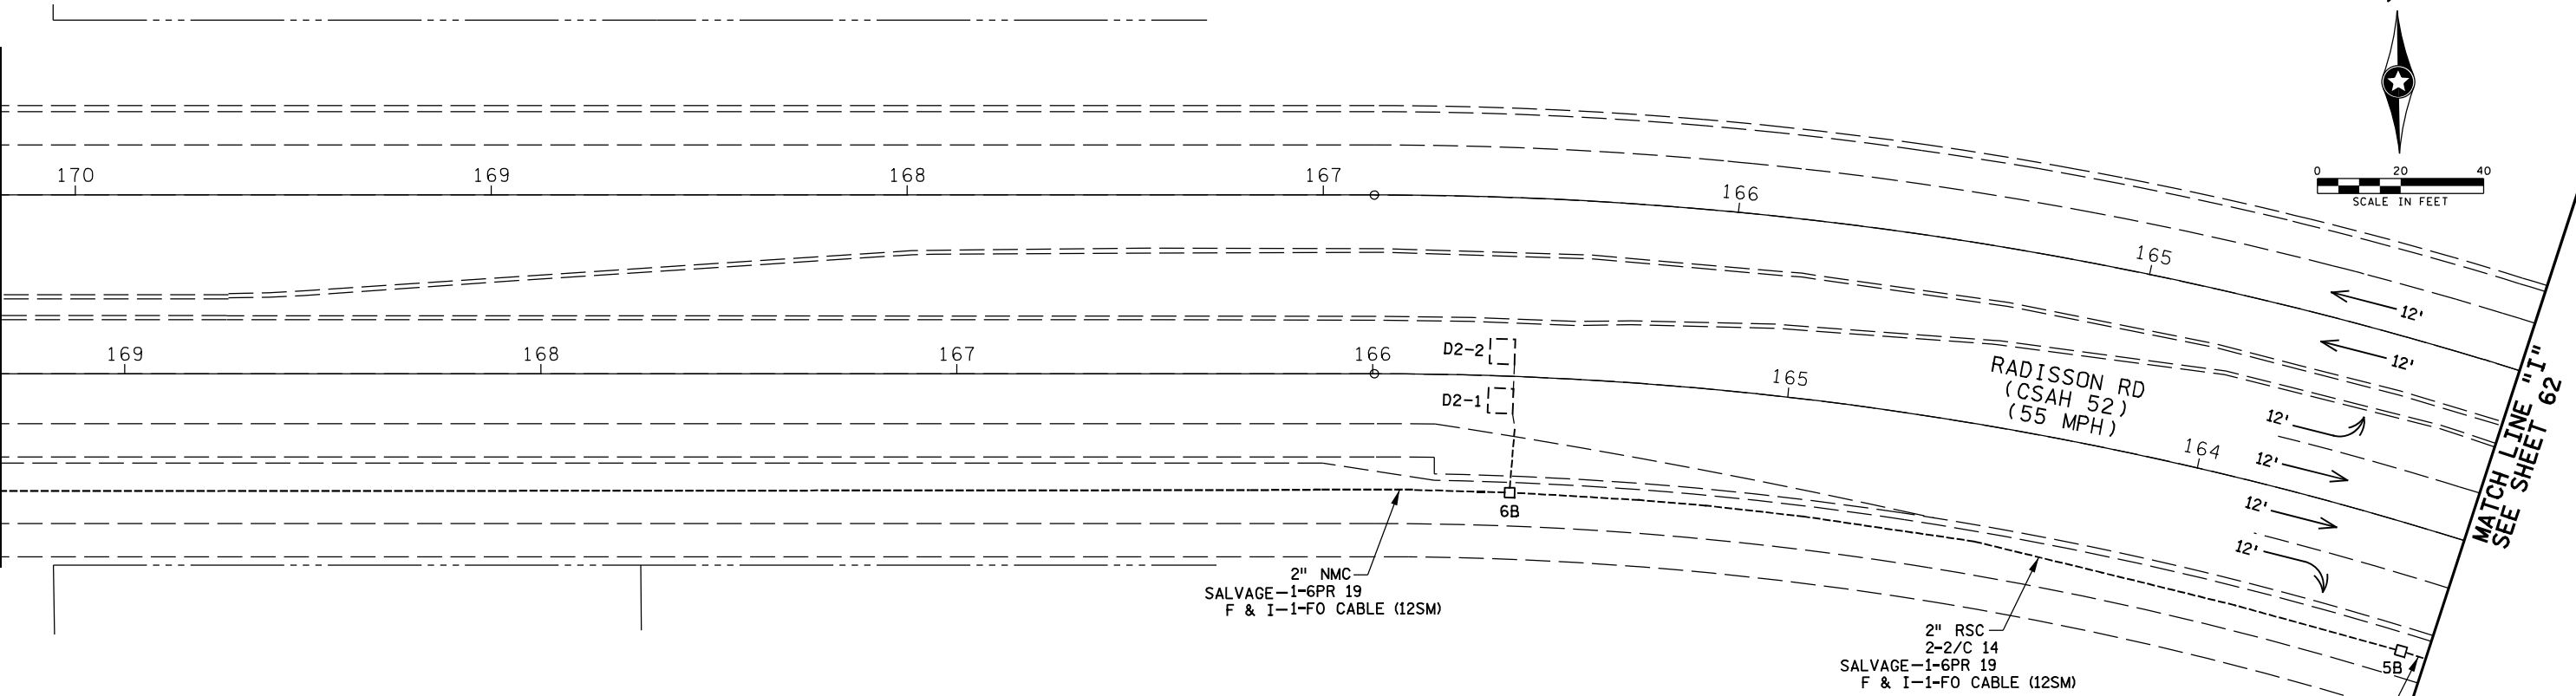 0 20 40
SCALE IN FEET
170 169 168 167 166 165
12'
12'
169 168 167 166 165 164
D2-2
D2-1
RADISSON RD
(CSAH 52)
(55 MPH)
12'
12'
12'
12'
MATCH LINE "I"
SEE SHEET 62
6B
2" NMC
SALVAGE-1-6PR 19
F & I-1-FO CABLE (12SM)
2" RSC
2-2/C 14
SALVAGE-1-6PR 19
F & I-1-FO CABLE (12SM)
5B